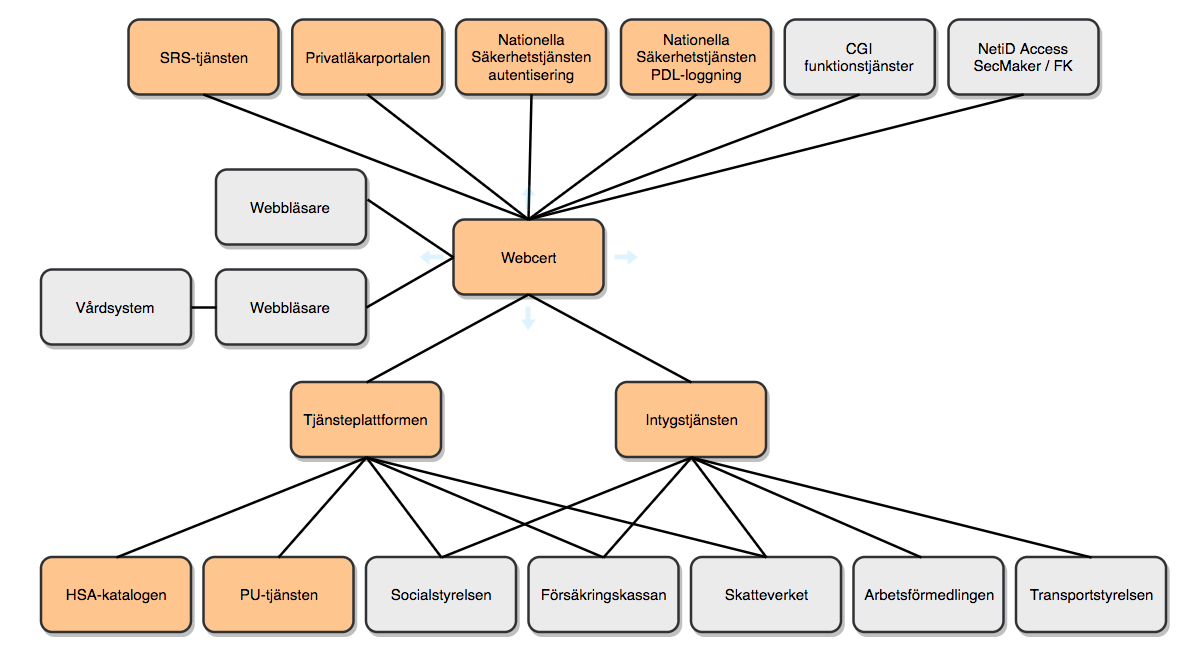 SRS-tjänsten
Privatläkarportalen
Nationella
Säkerhetstjänsten
autentisering
Nationella
Säkerhetstjänsten
PDL-loggning
CGI
funktionstjänster
NetiD Access
SecMaker / FK
Webbläsare
Webcert
Vårdsystem
Webbläsare
Tjänsteplattformen
Intygstjänsten
HSA-katalogen
PU-tjänsten
Socialstyrelsen
Försäkringskassan
Skatteverket
Arbetsförmedlingen
Transportstyrelsen